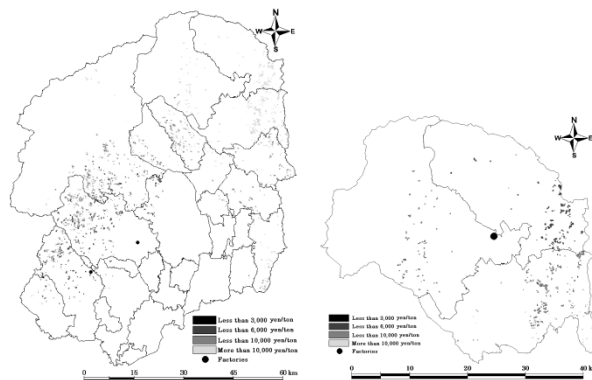 N
W E
S
Less than 3,000 yen/ton
Less than 6,000 yen/ton
Less than 10,000 yen/ton
More than 10,000 yen/ton
Factories
0 15 30 60 km
N
W E
S
Less than 3,000 yen/ton
Less than 6,000 yen/ton
Less than 10,000 yen/ton
More than 10,000 yen/ton
Factories
0 10 20 30 40 k